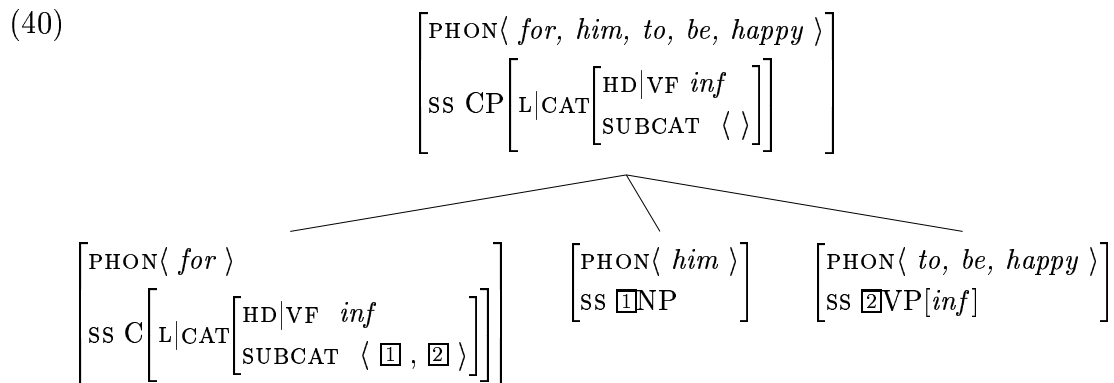 (40)
PHON⟨ for, him, to, be, happy ⟩
SS CP[L|CAT[HD|VF inf
SUBCAT ⟨ ⟩]]
PHON⟨ for ⟩
SS C[L|CAT[HD|VF inf
SUBCAT ⟨ 1 , 2 ⟩]]
PHON⟨ him ⟩
SS 1NP
PHON⟨ to, be, happy ⟩
SS 2VP[inf]